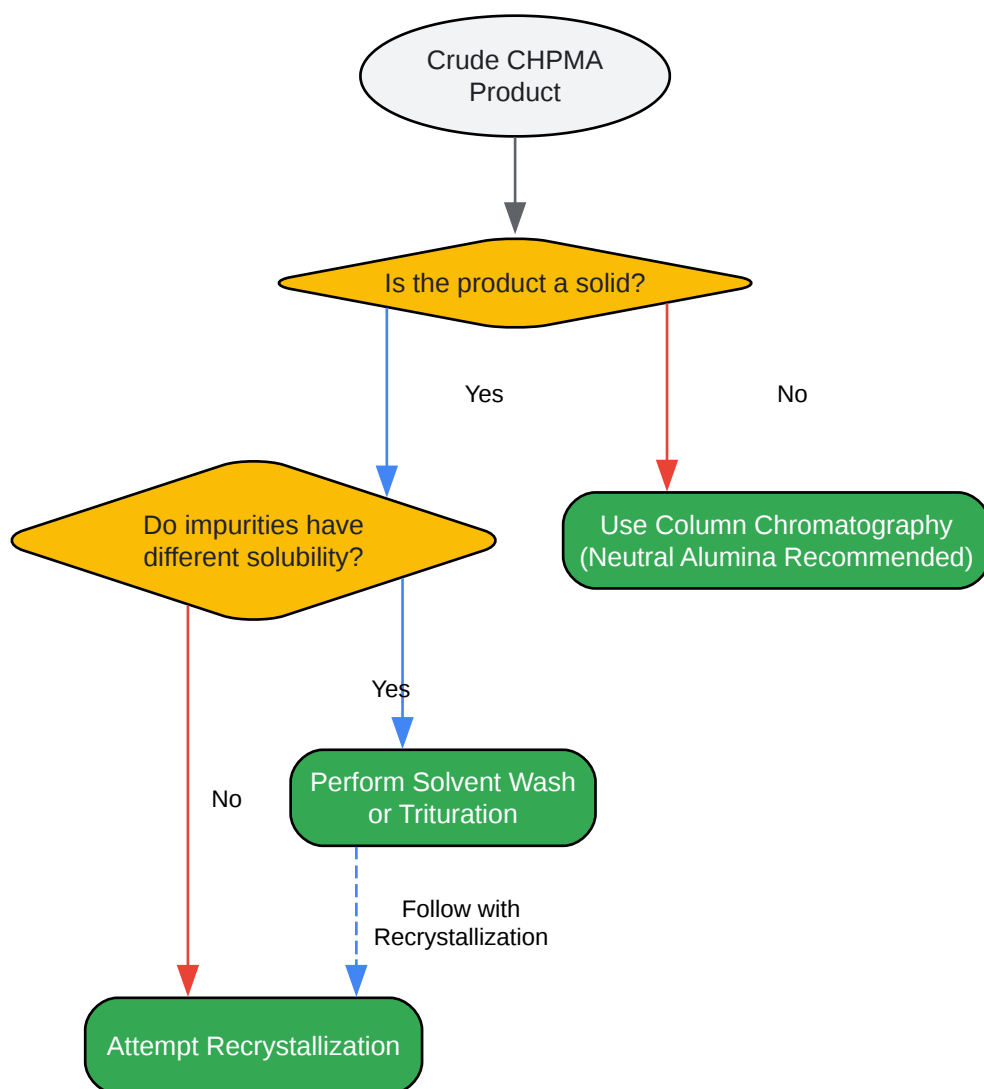 Crude CHPMA
Product
Is the product a solid?
Yes
No
Do impurities have
different solubility?
Use Column Chromatography
(Neutral Alumina Recommended)
Yes
No
Perform Solvent Wash
or Trituration
Follow with
Recrystallization
Attempt Recrystallization